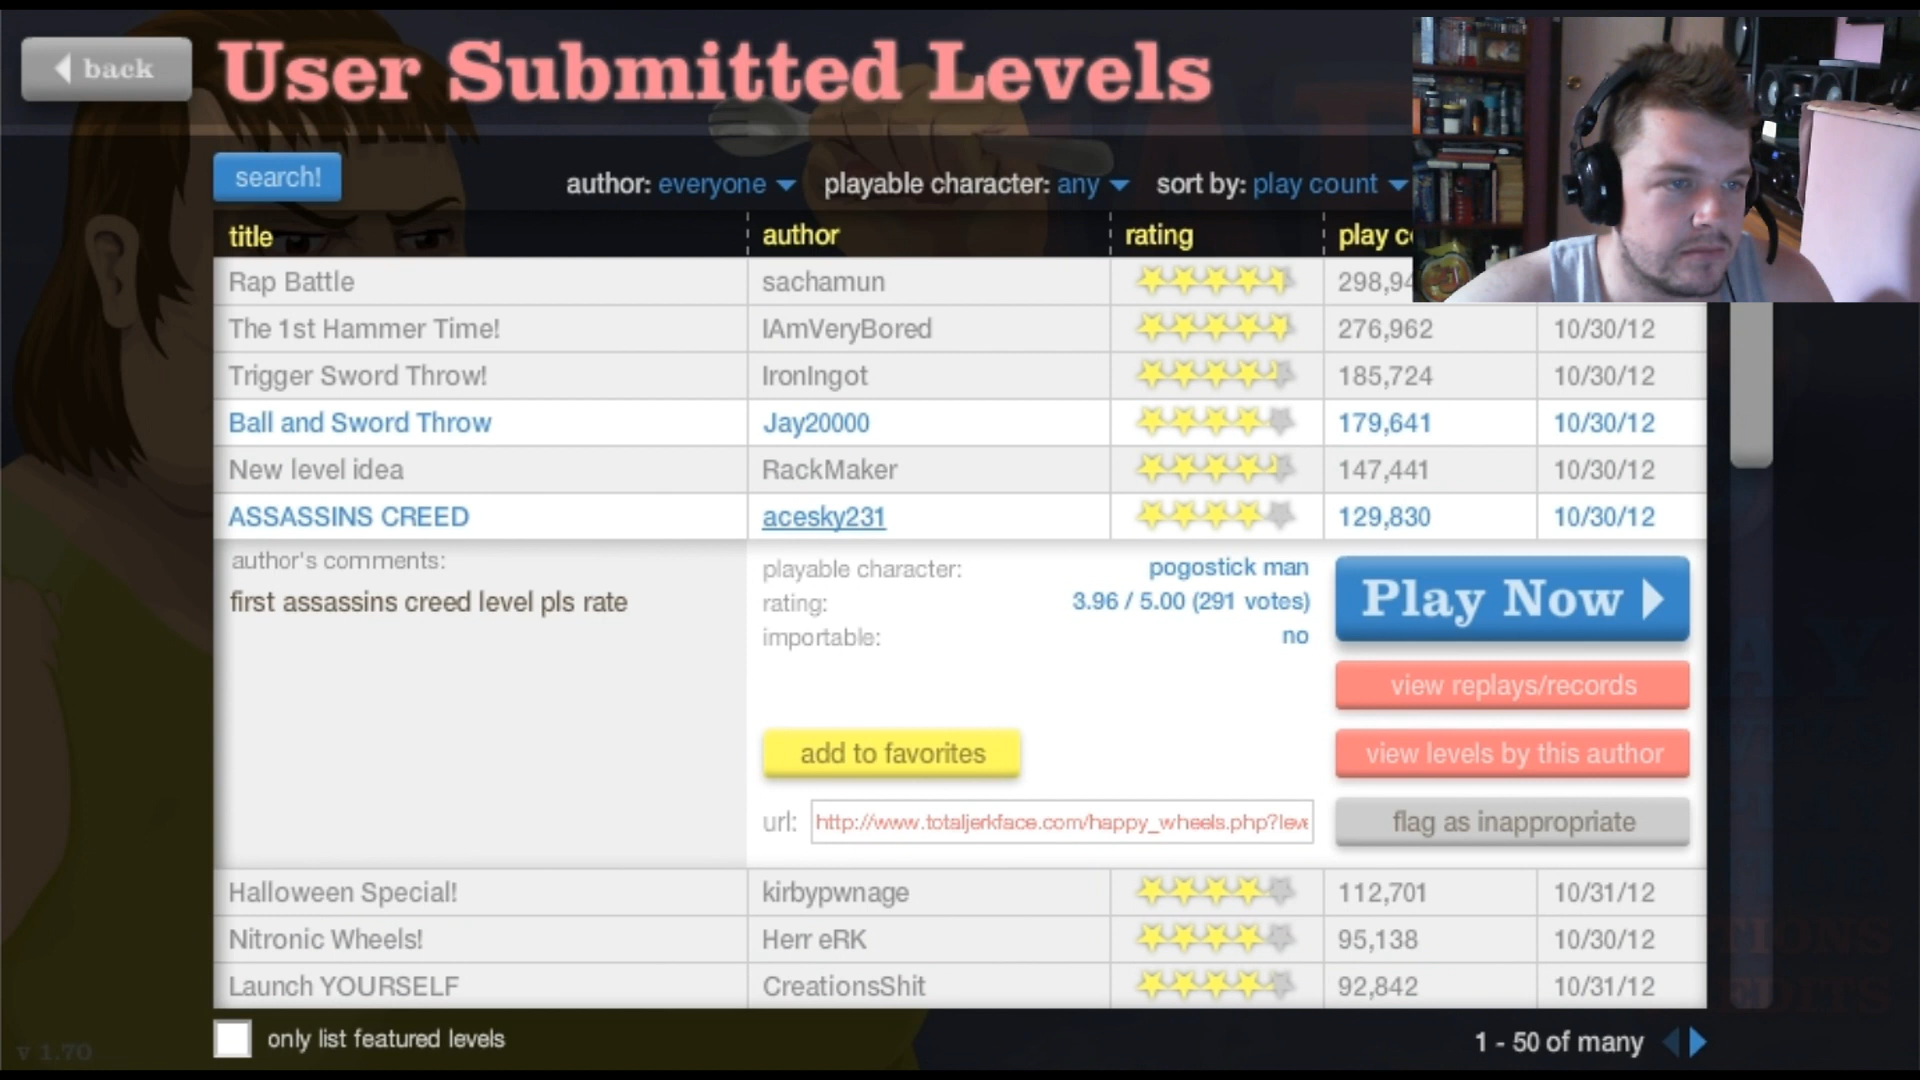 back
User Submitted Levels
search!
author: everyone
playable character: any
sort by: play count
title
author
rating
play c
Rap Battle sachamun 298,94
The 1st Hammer Time! IAmVeryBored 276,962 10/30/12
Trigger Sword Throw! IronIngot 185,724 10/30/12
Ball and Sword Throw Jay20000 179,641 10/30/12
New level idea RackMaker 147,441 10/30/12
ASSASSINS CREED acesky231 129,830 10/30/12
author's comments:
first assassins creed level pls rate
playable character: pogostick man
rating: 3.96 / 5.00 (291 votes)
importable: no
Play Now
view replays/records
add to favorites
view levels by this author
url: http://www.totaljerkface.com/happy_wheels.php?leve
flag as inappropriate
Halloween Special! kirbypwnage 112,701 10/31/12
Nitronic Wheels! Herr eRK 95,138 10/30/12
Launch YOURSELF CreationsShit 92,842 10/31/12
only list featured levels
1 - 50 of many
v 1.70